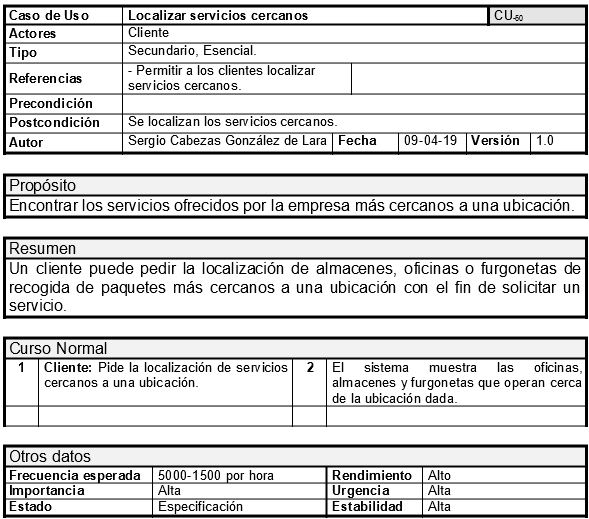 Caso de Uso Localizar servicios cercanos CU-60
Actores Cliente
Tipo Secundario, Esencial.
Referencias - Permitir a los clientes localizar
servicios cercanos.
Precondición
Postcondición Se localizan los servicios cercanos.
Autor Sergio Cabezas González de Lara Fecha 09-04-19 Versión 1.0
Propósito
Encontrar los servicios ofrecidos por la empresa más cercanos a una ubicación.
Resumen
Un cliente puede pedir la localización de almacenes, oficinas o furgonetas de
recogida de paquetes más cercanos a una ubicación con el fin de solicitar un
servicio.
Curso Normal
1 Cliente: Pide la localización de servicios
cercanos a una ubicación.
2 El sistema muestra las oficinas,
almacenes y furgonetas que operan cerca
de la ubicación dada.
Otros datos
Frecuencia esperada 5000-1500 por hora Rendimiento Alto
Importancia Alta Urgencia Alta
Estado Especificación Estabilidad Alta